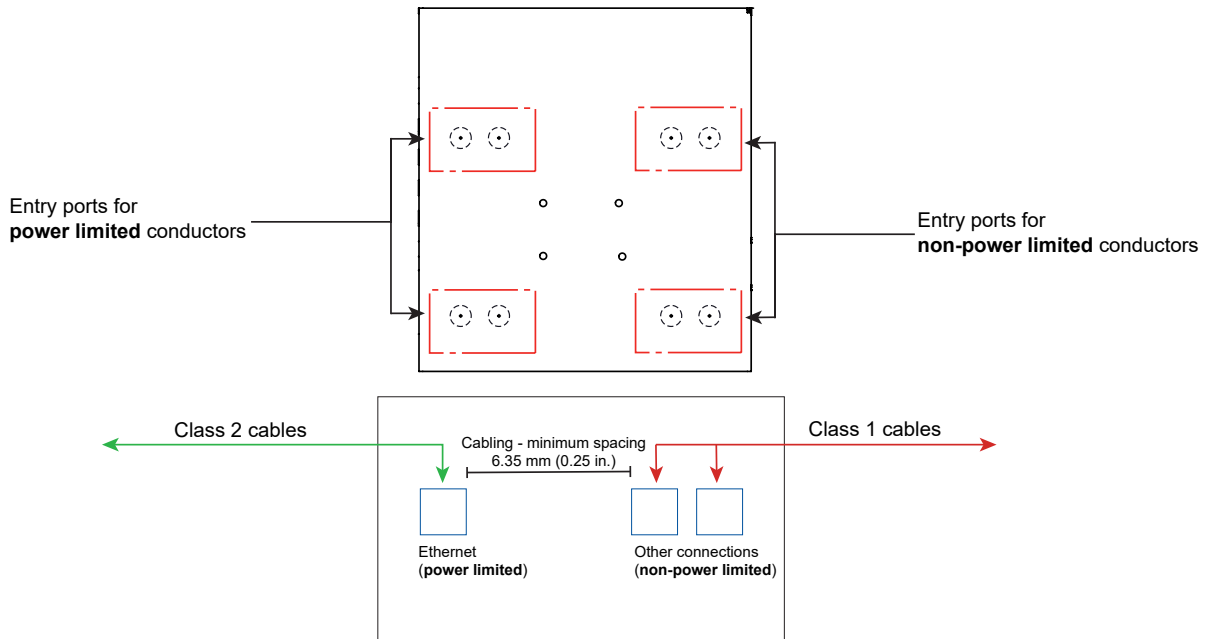 Entry ports for
power limited conductors
Entry ports for
non-power limited conductors
Class 2 cables
Cabling - minimum spacing
6.35 mm (0.25 in.)
Class 1 cables
Ethernet
(power limited)
Other connections
(non-power limited)